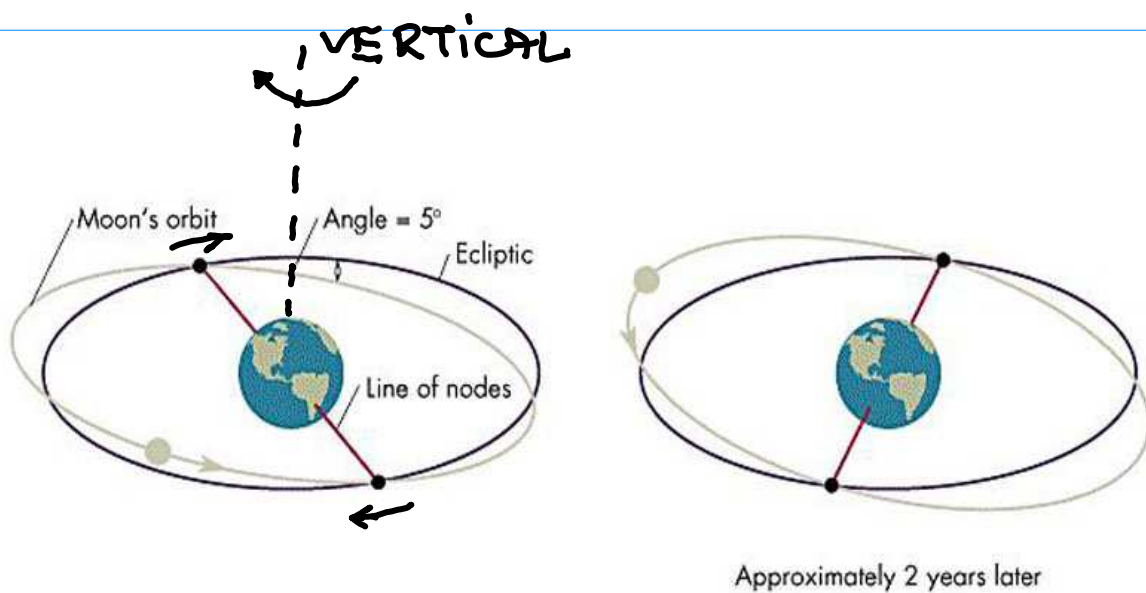 VERTICAL
Moon's orbit
Angle = 5°
Ecliptic
Line of nodes
Approximately 2 years later